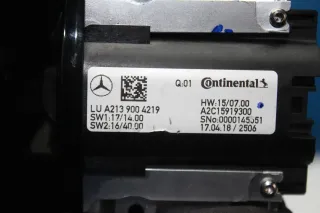 Q:01 Continental
LU A213 900 4219
SW1:17/14.00
SW2:16/40.00
HW:15/07.00
A2C15919300
SNo:0000145051
17.04.18 / 2506